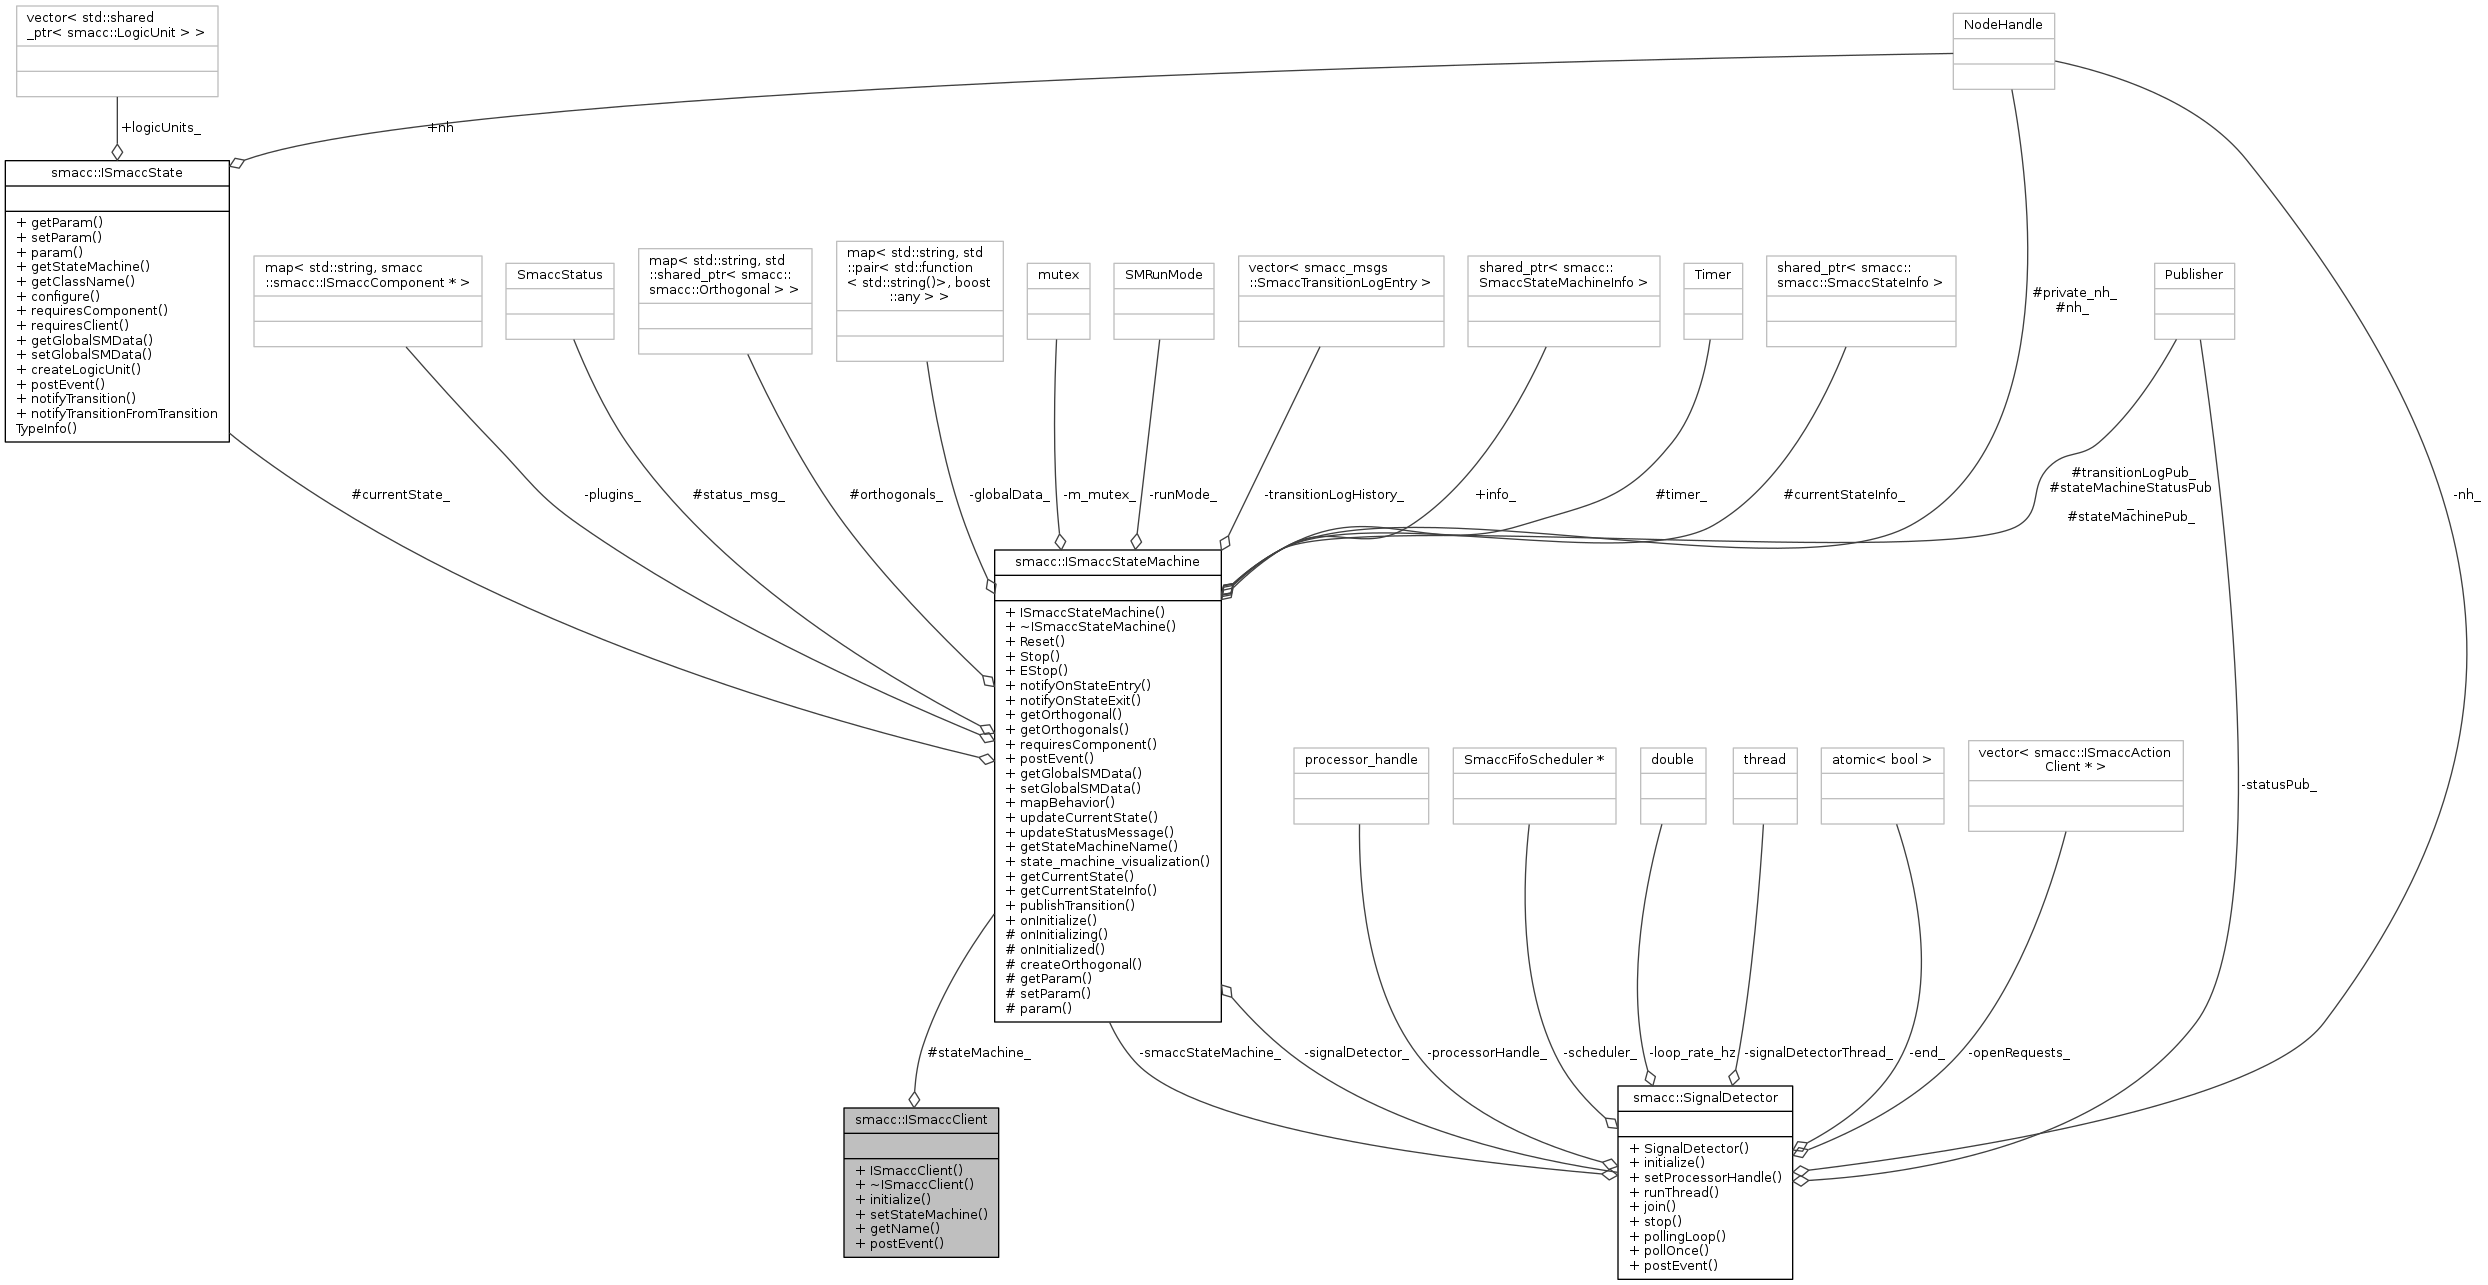 vector< std::shared
_ptr< smacc::LogicUnit > >
NodeHandle
+logicUnits_
+nh
smacc::ISmaccState
+ getParam()
+ setParam()
+ param()
+ getStateMachine()
+ getClassName()
+ configure()
+ requiresComponent()
+ requiresClient()
+ getGlobalSMData()
+ setGlobalSMData()
+ createLogicUnit()
+ postEvent()
+ notifyTransition()
+ notifyTransitionFromTransition
TypeInfo()
map< std::string, smacc
::smacc::ISmaccComponent * >
SmaccStatus
map< std::string, std
::shared_ptr< smacc::
smacc::Orthogonal > >
map< std::string, std
::pair< std::function
< std::string()>, boost
::any > >
mutex
SMRunMode
vector< smacc_msgs
::SmaccTransitionLogEntry >
shared_ptr< smacc::
SmaccStateMachineInfo >
Timer
shared_ptr< smacc::
smacc::SmaccStateInfo >
Publisher
#private_nh_
#nh_
#currentState_
-plugins_
#status_msg_
#orthogonals_
-globalData_
-m_mutex_
-runMode_
-transitionLogHistory_
+info_
#timer_
#currentStateInfo_
#transitionLogPub_
#stateMachineStatusPub
_
#stateMachinePub_
-nh_
smacc::ISmaccStateMachine
+ ISmaccStateMachine()
+ ~ISmaccStateMachine()
+ Reset()
+ Stop()
+ EStop()
+ notifyOnStateEntry()
+ notifyOnStateExit()
+ getOrthogonal()
+ getOrthogonals()
+ requiresComponent()
+ postEvent()
+ getGlobalSMData()
+ setGlobalSMData()
+ mapBehavior()
+ updateCurrentState()
+ updateStatusMessage()
+ getStateMachineName()
+ state_machine_visualization()
+ getCurrentState()
+ getCurrentStateInfo()
+ publishTransition()
+ onInitialize()
# onInitializing()
# onInitialized()
# createOrthogonal()
# getParam()
# setParam()
# param()
processor_handle
SmaccFifoScheduler *
double
thread
atomic< bool >
vector< smacc::ISmaccAction
Client * >
-statusPub_
#stateMachine_
-smaccStateMachine_
-signalDetector_
-processorHandle_
-scheduler_
-loop_rate_hz
-signalDetectorThread_
-end_
-openRequests_
smacc::ISmaccClient
+ ISmaccClient()
+ ~ISmaccClient()
+ initialize()
+ setStateMachine()
+ getName()
+ postEvent()
smacc::SignalDetector
+ SignalDetector()
+ initialize()
+ setProcessorHandle()
+ runThread()
+ join()
+ stop()
+ pollingLoop()
+ pollOnce()
+ postEvent()